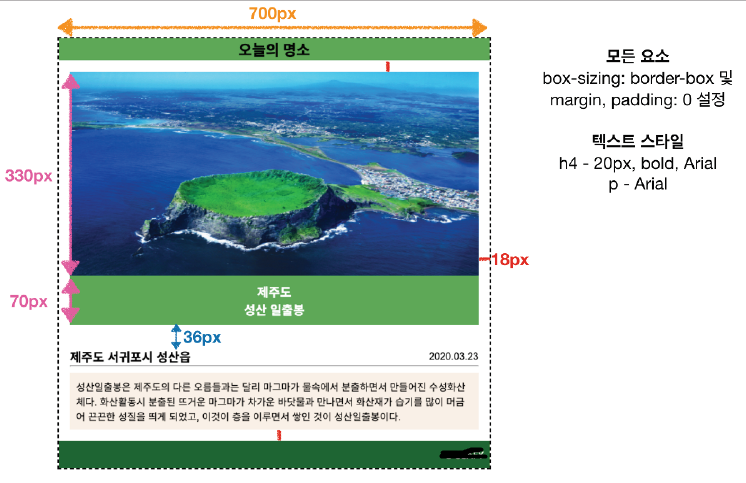 700px
오늘의 명소
모든 요소
box-sizing: border-box 및
margin, padding: 0 설정
텍스트 스타일
h4 - 20px, bold, Arial
p - Arial
330px
18px
70px
제주도
성산 일출봉
36px
제주도 서귀포시 성산읍
2020.03.23
성산일출봉은 제주도의 다른 오름들과는 달리 마그마가 물속에서 분출하면서 만들어진 수성화산
체다. 화산활동시 분출된 뜨거운 마그마가 차가운 바닷물과 만나면서 화산재가 습기를 많이 머금
어 끈끈한 성질을 띄게 되었고, 이것이 층을 이루면서 쌓인 것이 성산일출봉이다.